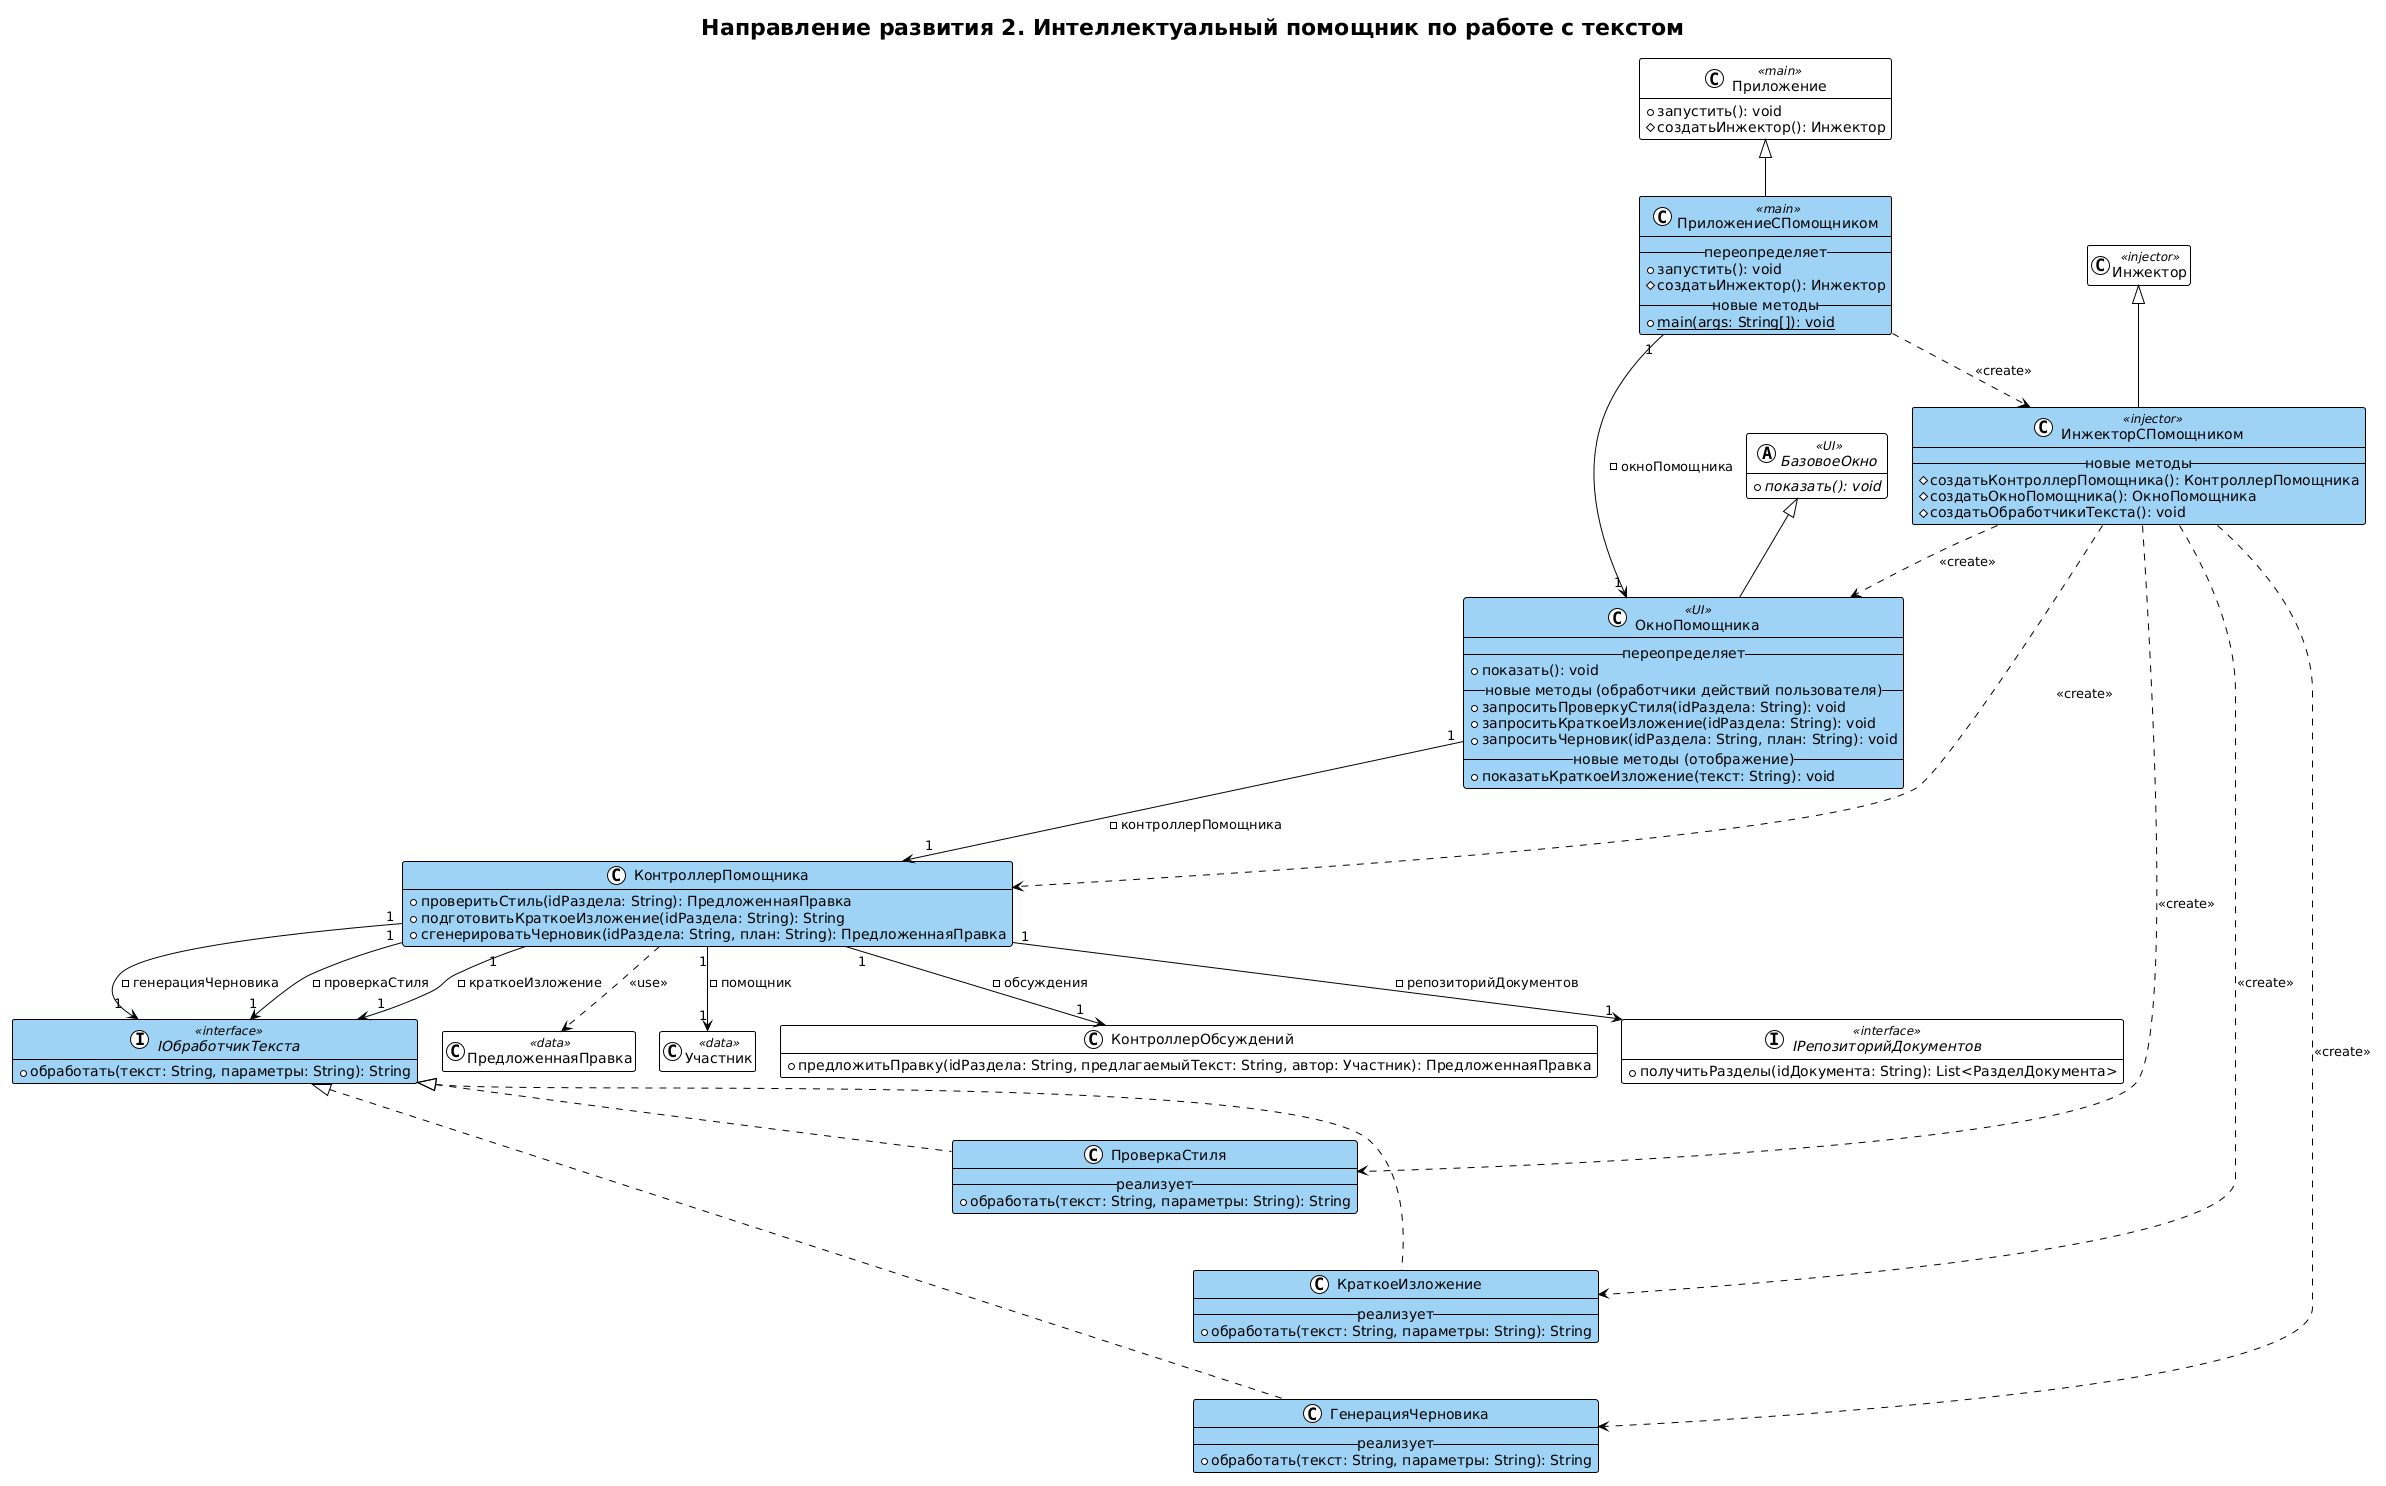 Направление развития 2. Интеллектуальный помощник по работе с текстом
C
«main»
Приложение
запустить(): void
создатьИнжектор(): Инжектор
C
«main»
ПриложениеСПомощником
переопределяет
запустить(): void
создатьИнжектор(): Инжектор
новые методы
main(args: String[]): void
C
«injector»
Инжектор
1
«create»
C
«injector»
ИнжекторСПомощником
новые методы
создатьКонтроллерПомощника(): КонтроллерПомощника
создатьОкноПомощника(): ОкноПомощника
создатьОбработчикиТекста(): void
A
«UI»
БазовоеОкно
показать(): void
окноПомощника
1
«create»
C
«UI»
ОкноПомощника
переопределяет
показать(): void
новые методы (обработчики действий пользователя)
запроситьПроверкуСтиля(idРаздела: String): void
запроситьКраткоеИзложение(idРаздела: String): void
запроситьЧерновик(idРаздела: String, план: String): void
новые методы (отображение)
показатьКраткоеИзложение(текст: String): void
«create»
1
контроллерПомощника
1
C
КонтроллерПомощника
проверитьСтиль(idРаздела: String): ПредложеннаяПравка
подготовитьКраткоеИзложение(idРаздела: String): String
сгенерироватьЧерновик(idРаздела: String, план: String): ПредложеннаяПравка
«create»
1
1
1
1
1
1
генерацияЧерновика
проверкаСтиля
краткоеИзложение
«use»
помощник
обсуждения
репозиторийДокументов
«create»
1
1
1
1
1
1
I
«interface»
IОбработчикТекста
обработать(текст: String, параметры: String): String
C
«data»
ПредложеннаяПравка
C
«data»
Участник
C
КонтроллерОбсуждений
предложитьПравку(idРаздела: String, предлагаемыйТекст: String, автор: Участник): ПредложеннаяПравка
I
«interface»
IРепозиторийДокументов
получитьРазделы(idДокумента: String): List<РазделДокумента>
«create»
C
ПроверкаСтиля
реализует
обработать(текст: String, параметры: String): String
C
КраткоеИзложение
реализует
обработать(текст: String, параметры: String): String
C
ГенерацияЧерновика
реализует
обработать(текст: String, параметры: String): String